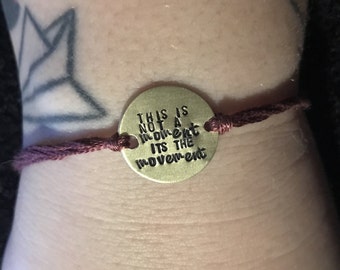 THIS IS
NOT A
moment
ITS THE
movement